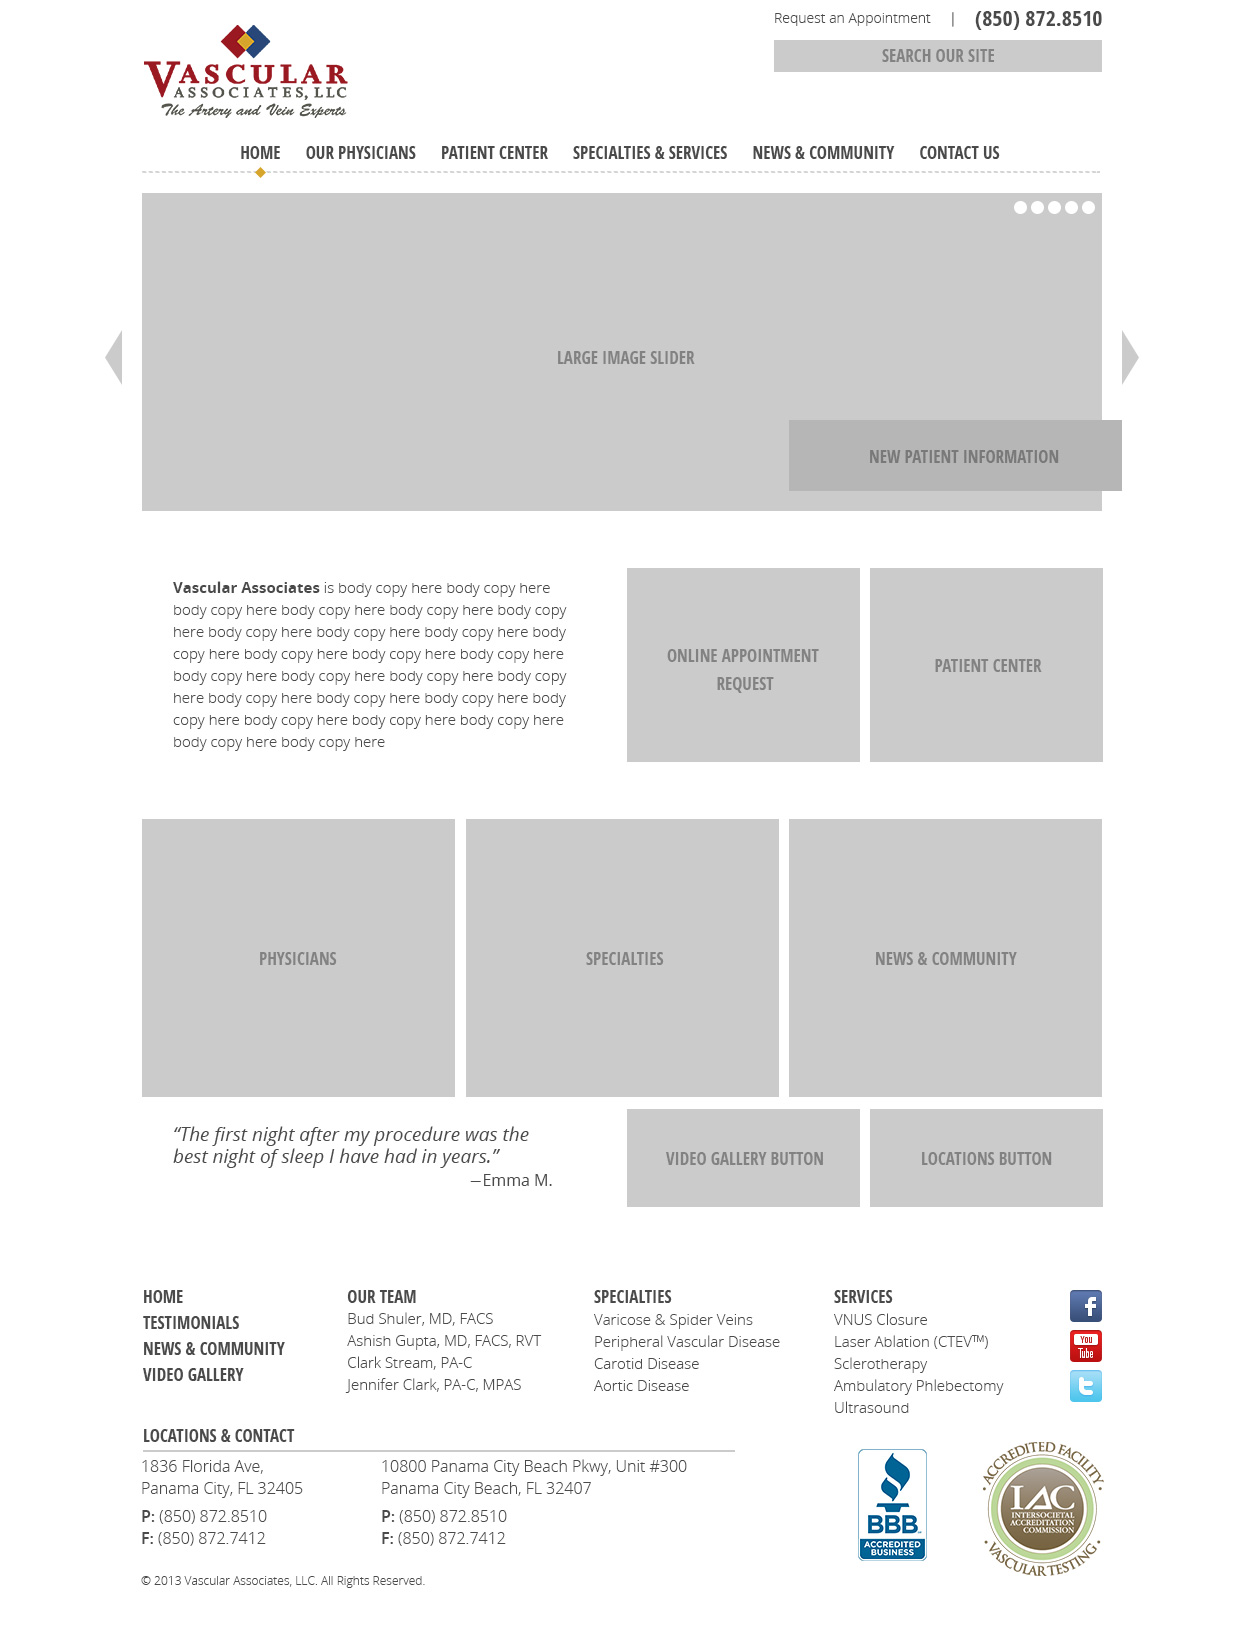 Request an Appointment | (850) 872.8510
SEARCH OUR SITE
VASCULAR
ASSOCIATES, LLC
The Artery and Vein Experts
HOME OUR PHYSICIANS PATIENT CENTER SPECIALTIES & SERVICES NEWS & COMMUNITY CONTACT US
LARGE IMAGE SLIDER
NEW PATIENT INFORMATION
Vascular Associates is body copy here body copy here
body copy here body copy here body copy here body copy
here body copy here body copy here body copy here body
copy here body copy here body copy here body copy here
body copy here body copy here body copy here body copy
here body copy here body copy here body copy here body
copy here body copy here body copy here body copy here
body copy here body copy here
ONLINE APPOINTMENT
REQUEST
PATIENT CENTER
PHYSICIANS
SPECIALTIES
NEWS & COMMUNITY
“The first night after my procedure was the
best night of sleep I have had in years.”
—Emma M.
VIDEO GALLERY BUTTON
LOCATIONS BUTTON
HOME
TESTIMONIALS
NEWS & COMMUNITY
VIDEO GALLERY
OUR TEAM
Bud Shuler, MD, FACS
Ashish Gupta, MD, FACS, RVT
Clark Stream, PA-C
Jennifer Clark, PA-C, MPAS
SPECIALTIES
Varicose & Spider Veins
Peripheral Vascular Disease
Carotid Disease
Aortic Disease
SERVICES
VNUS Closure
Laser Ablation (CTEV™)
Sclerotherapy
Ambulatory Phlebectomy
Ultrasound
f
You
Tube
t
LOCATIONS & CONTACT
1836 Florida Ave,
Panama City, FL 32405
P: (850) 872.8510
F: (850) 872.7412
10800 Panama City Beach Pkwy, Unit #300
Panama City Beach, FL 32407
P: (850) 872.8510
F: (850) 872.7412
BBB
ACCREDITED
BUSINESS
ACCREDITED FACILITY
IAC
INTERSOCIETAL
ACCREDITATION
COMMISSION
VASCULAR TESTING
© 2013 Vascular Associates, LLC. All Rights Reserved.